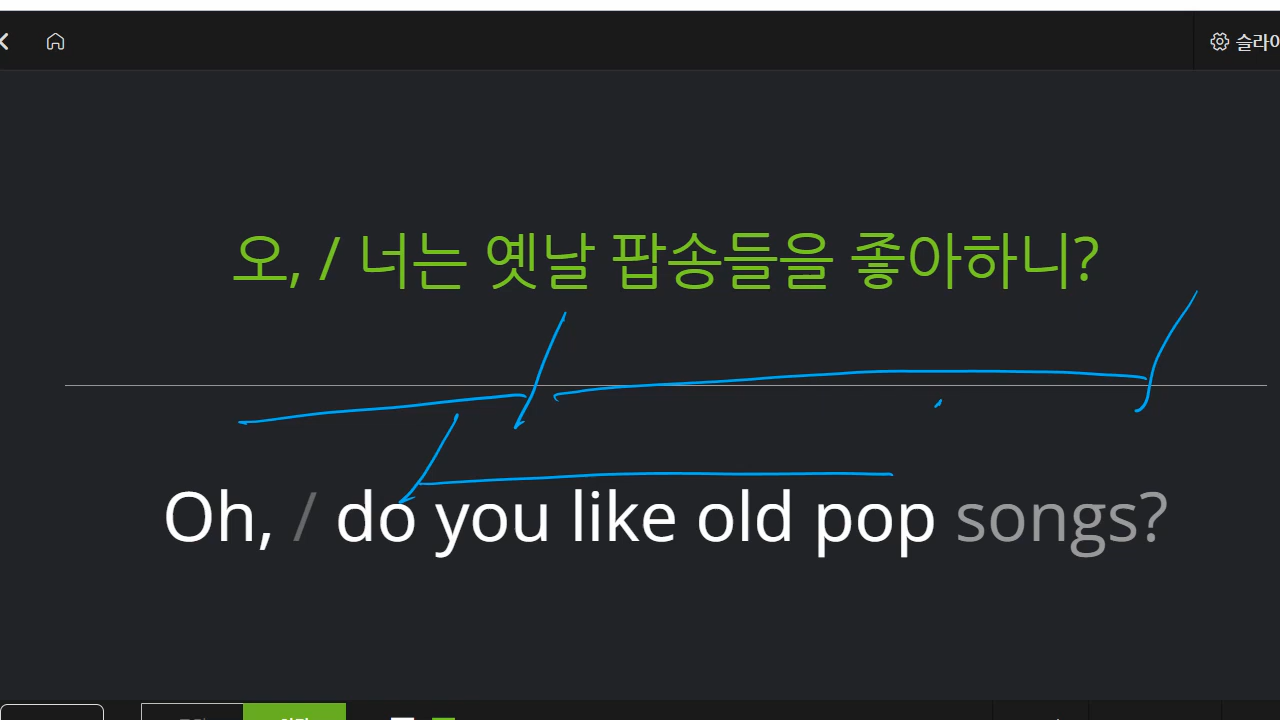 슬라이
오, / 너는 옛날 팝송들을 좋아하니?
Oh, / do you like old pop songs?